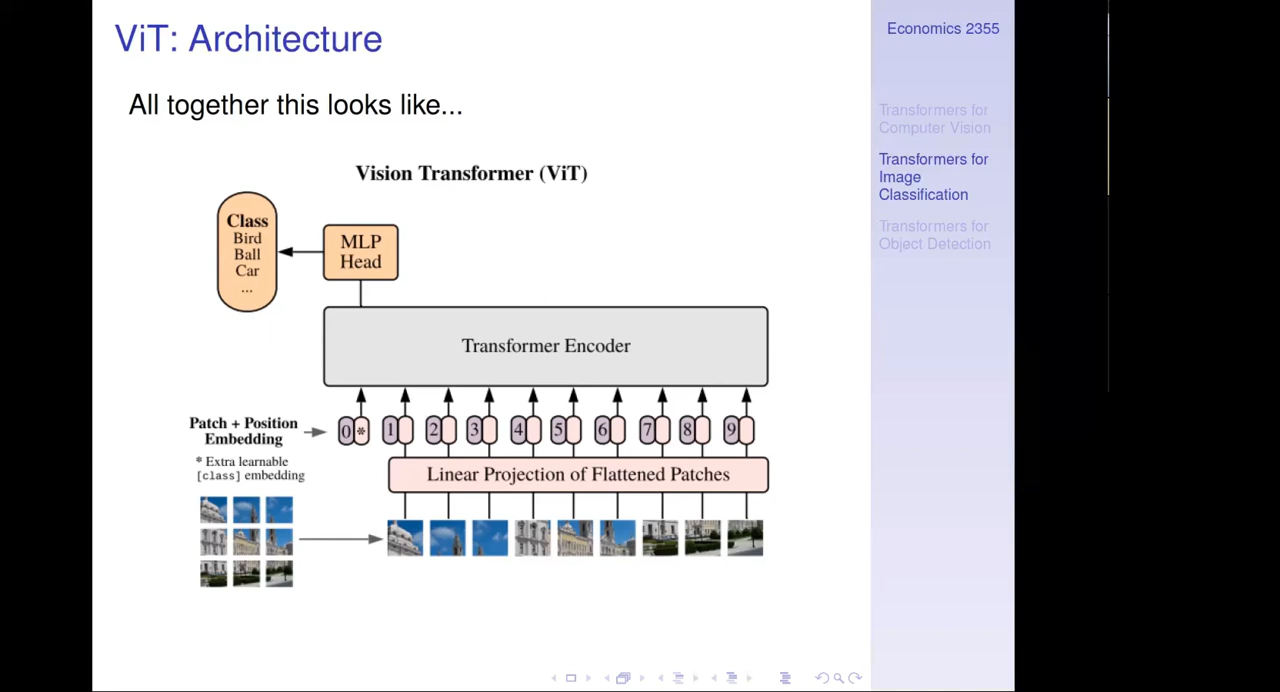 ViT: Architecture
All together this looks like...
Vision Transformer (ViT)
Class
Bird
Ball
Car
...
MLP
Head
Transformer Encoder
Patch + Position
Embedding
0 * 1 2 3 4 5 6 7 8 9
* Extra learnable
[class] embedding
Linear Projection of Flattened Patches
Economics 2355
Transformers for
Computer Vision
Transformers for
Image
Classification
Transformers for
Object Detection